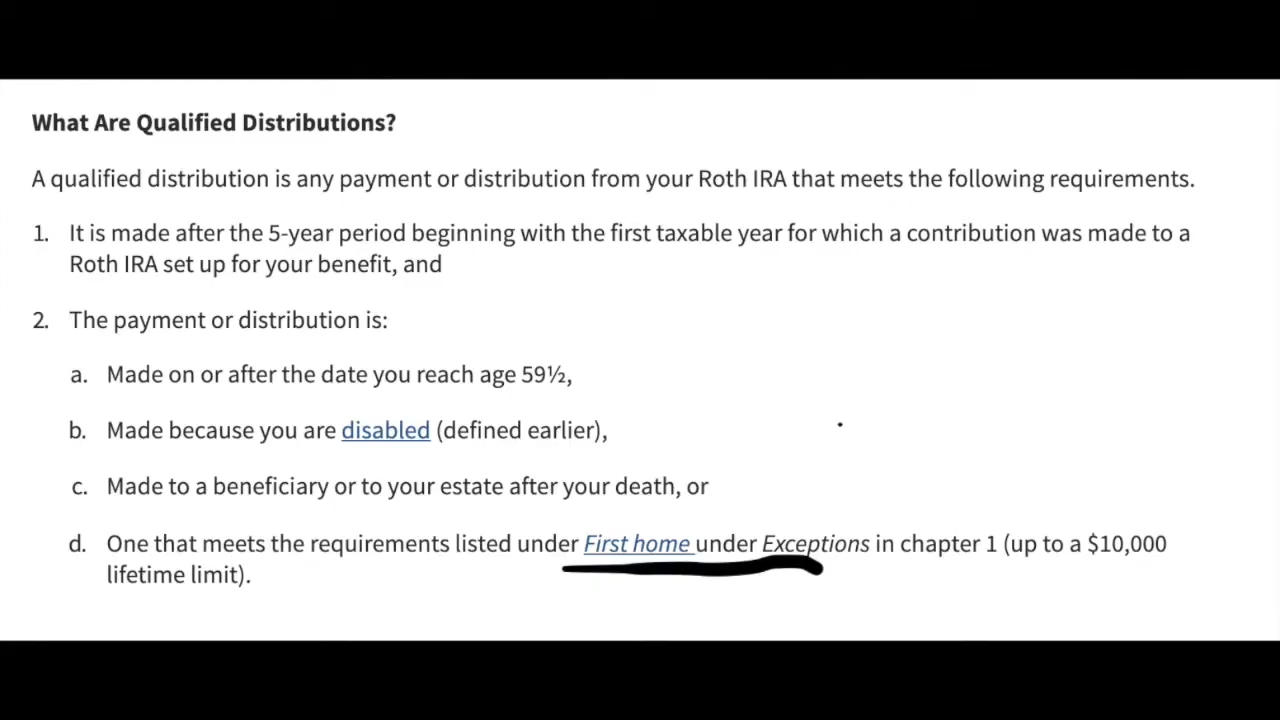 What Are Qualified Distributions?
A qualified distribution is any payment or distribution from your Roth IRA that meets the following requirements.
1. It is made after the 5-year period beginning with the first taxable year for which a contribution was made to a
Roth IRA set up for your benefit, and
2. The payment or distribution is:
a. Made on or after the date you reach age 59½,
b. Made because you are disabled (defined earlier),
c. Made to a beneficiary or to your estate after your death, or
d. One that meets the requirements listed under First home under Exceptions in chapter 1 (up to a $10,000
lifetime limit).